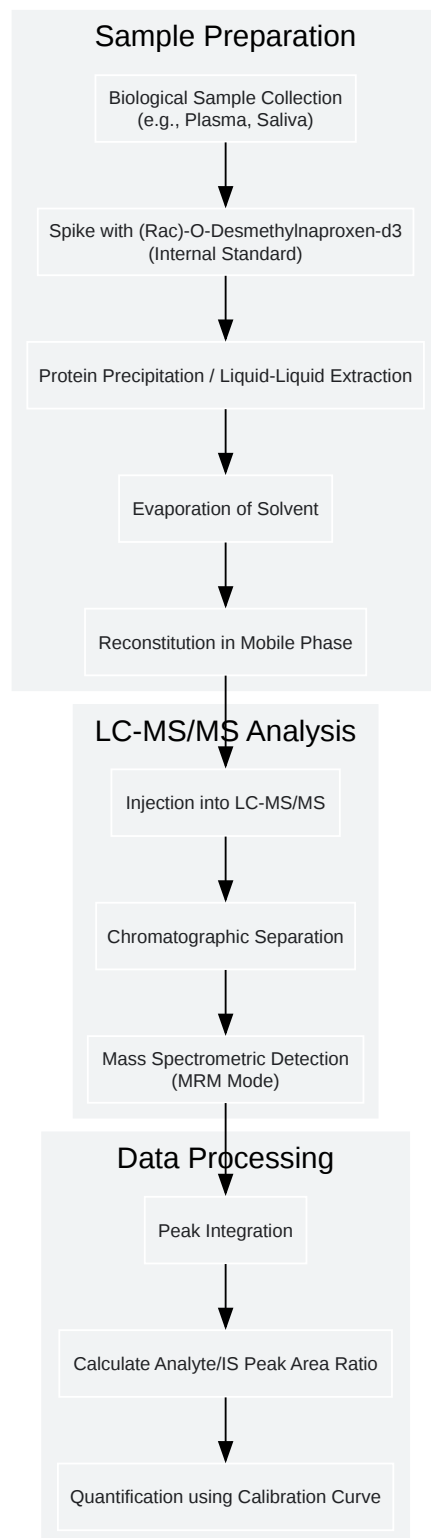 Sample Preparation
Biological Sample Collection
(e.g., Plasma, Saliva)
Spike with (Rac)-O-Desmethylnaproxen-d3
(Internal Standard)
Protein Precipitation / Liquid-Liquid Extraction
Evaporation of Solvent
Reconstitution in Mobile Phase
LC-MS/MS Analysis
Injection into LC-MS/MS
Chromatographic Separation
Mass Spectrometric Detection
(MRM Mode)
Data Processing
Peak Integration
Calculate Analyte/IS Peak Area Ratio
Quantification using Calibration Curve